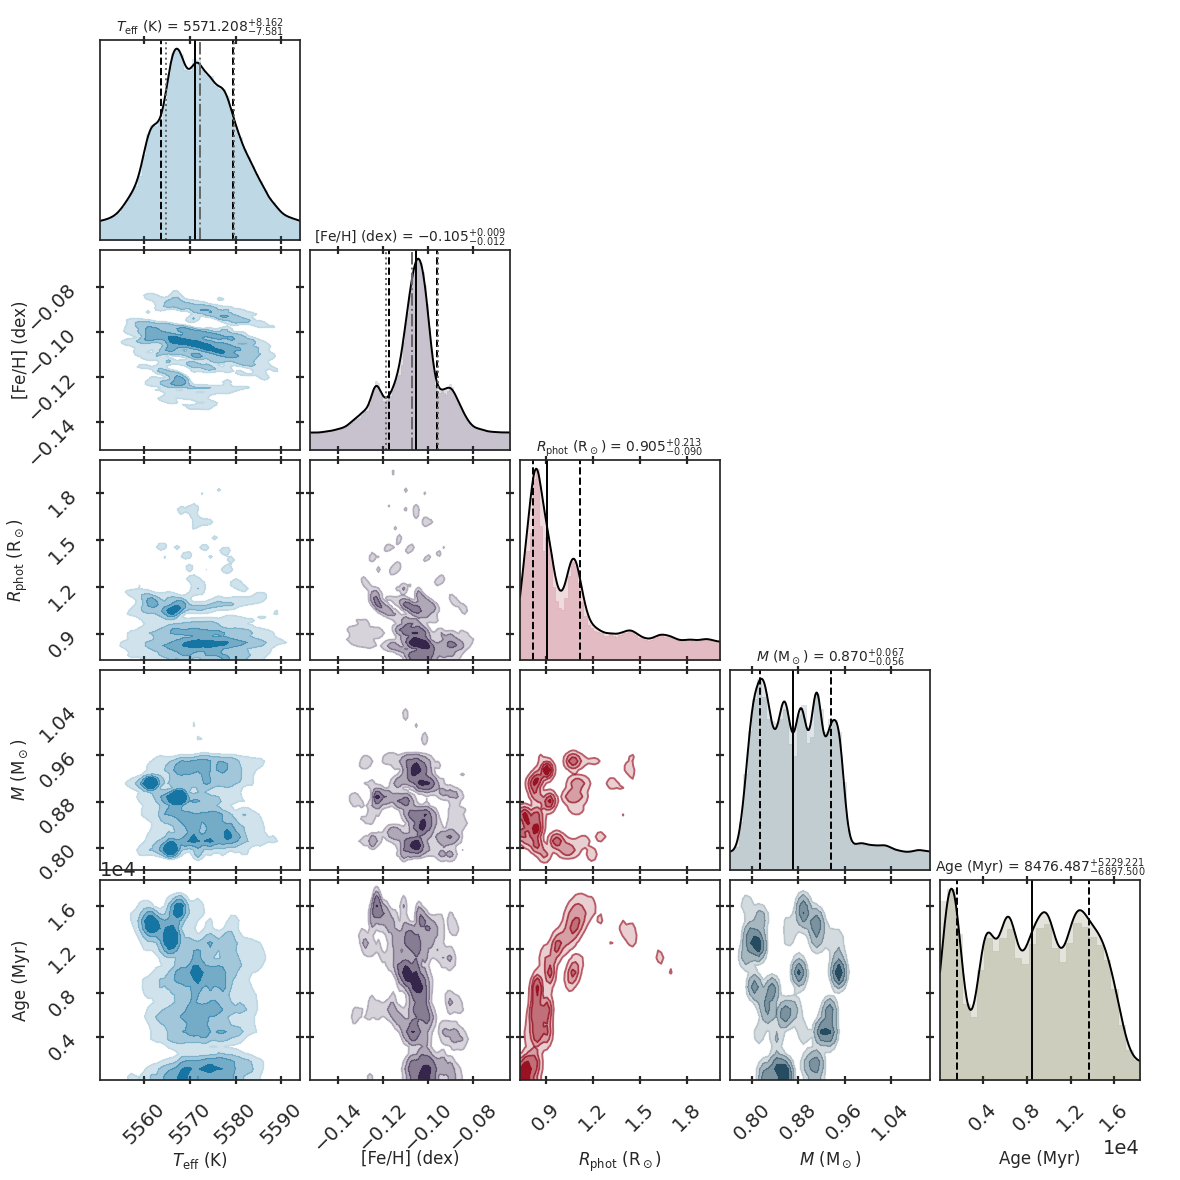 T_eff (K) = 5571.208^{+8.162}_{−7.581}
[Fe/H] (dex) = −0.105^{+0.009}_{−0.012}
[Fe/H] (dex)
−0.08
−0.10
−0.12
−0.14
R_phot (R_⊙) = 0.905^{+0.213}_{−0.090}
R_phot (R_⊙)
1.8
1.5
1.2
0.9
M (M_⊙) = 0.870^{+0.067}_{−0.056}
M (M_⊙)
1.04
0.96
0.88
0.80
1e4
Age (Myr) = 8476.487^{+5229.221}_{−6897.500}
Age (Myr)
1.6
1.2
0.8
0.4
5560 5570 5580 5590
−0.14 −0.12 −0.10 −0.08
0.9 1.2 1.5 1.8
0.80 0.88 0.96 1.04
0.4 0.8 1.2 1.6
1e4
T_eff (K) [Fe/H] (dex) R_phot (R_⊙) M (M_⊙) Age (Myr)